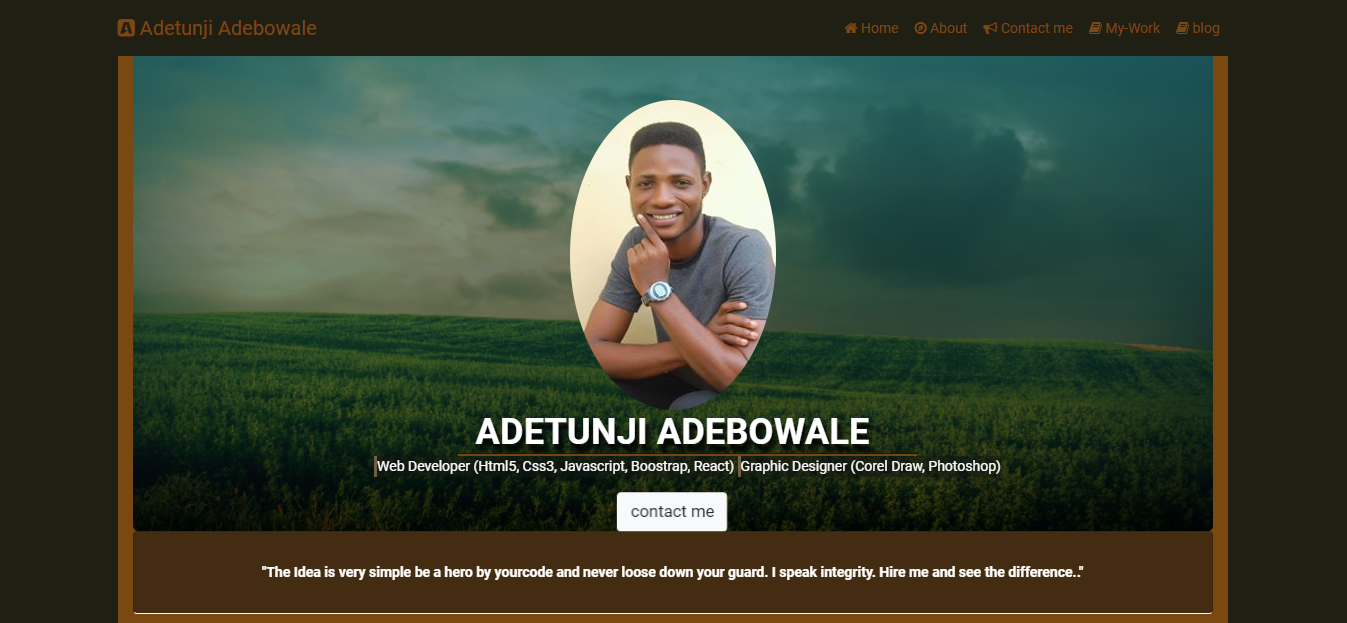 Adetunji Adebowale
Home About Contact me My-Work blog
ADETUNJI ADEBOWALE
Web Developer (Html5, Css3, Javascript, Boostrap, React) Graphic Designer (Corel Draw, Photoshop)
contact me
"The Idea is very simple be a hero by yourcode and never loose down your guard. I speak integrity. Hire me and see the difference.."